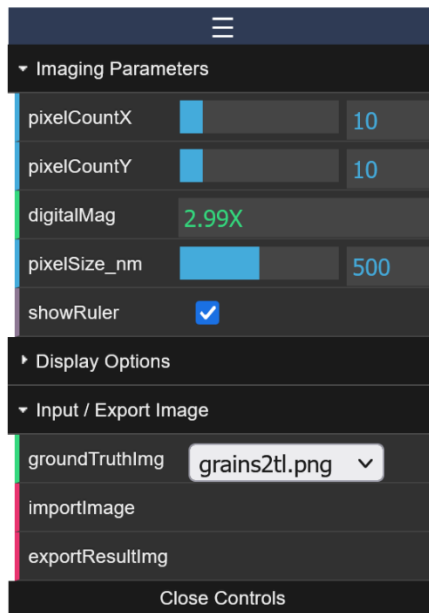 Imaging Parameters
pixelCountX 10
pixelCountY 10
digitalMag 2.99X
pixelSize_nm 500
showRuler
Display Options
Input / Export Image
groundTruthImg grains2tl.png
importImage
exportResultImg
Close Controls